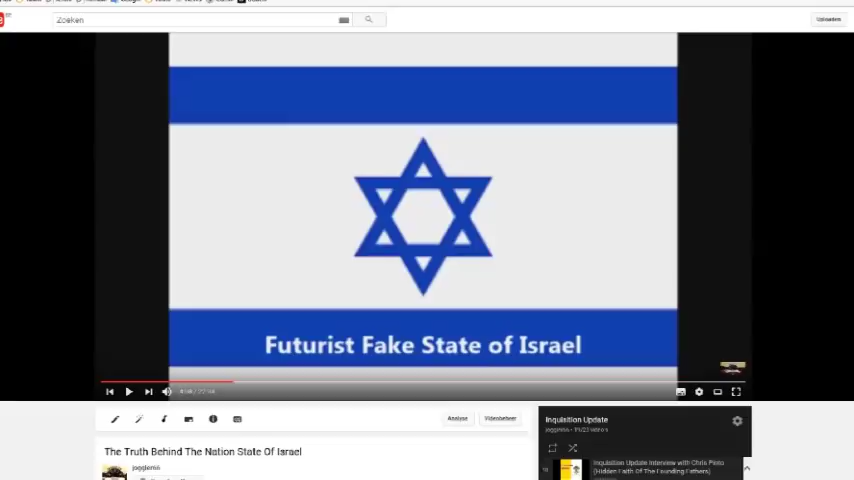 Zoeken
Uploaden
Futurist Fake State of Israel
Analyse
Videobeheer
Inquisition Update
The Truth Behind The Nation State Of Israel
Inquisition Update Interview with Chris Pinto
(Hidden Faith Of The Founding Fathers)